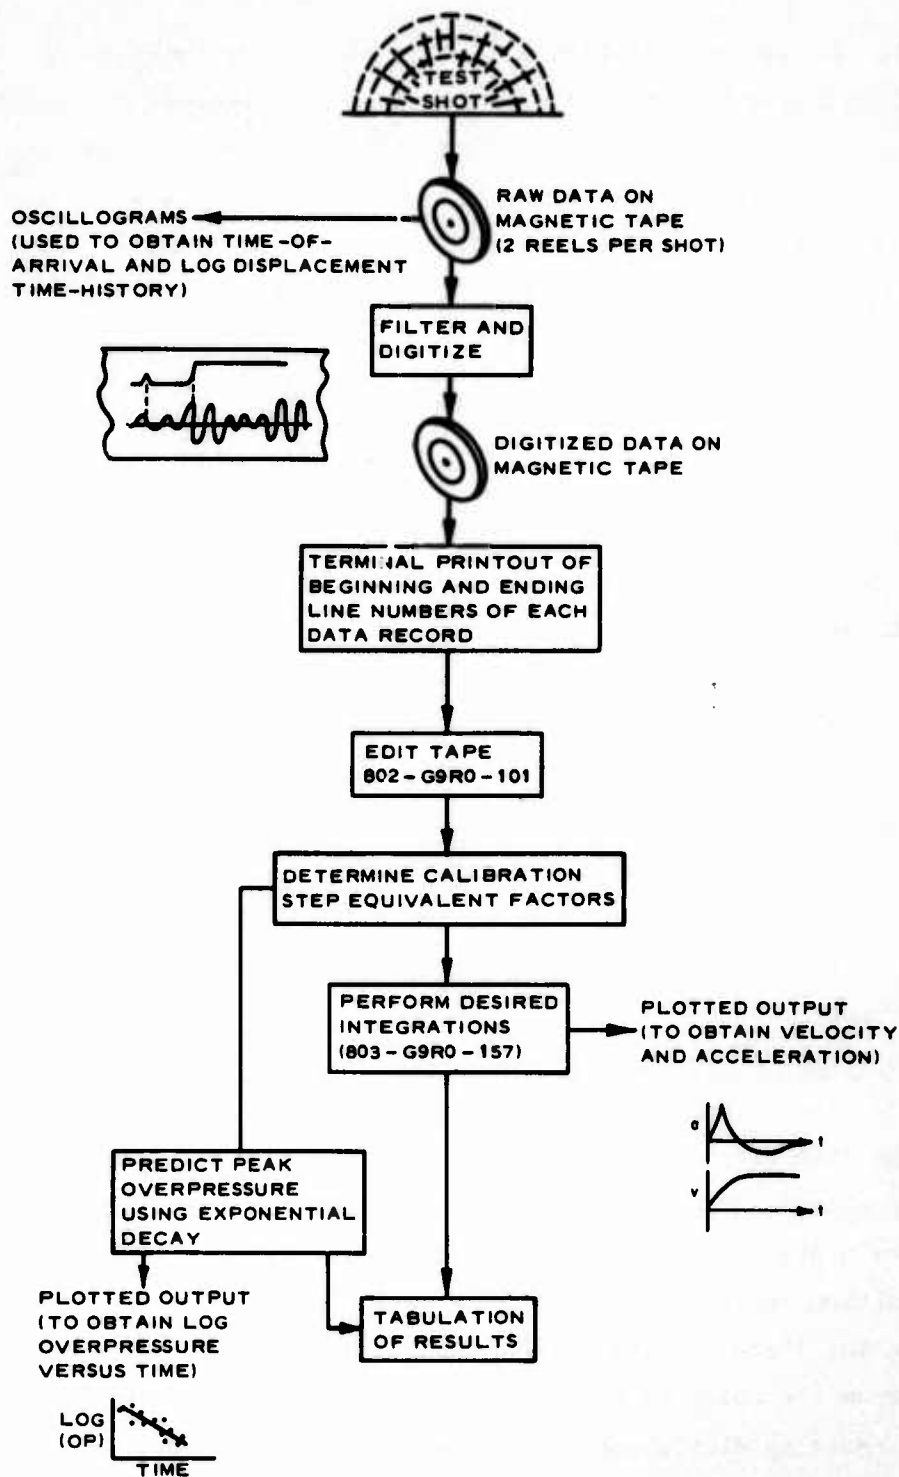 TEST
SHOT
RAW DATA ON
MAGNETIC TAPE
(2 REELS PER SHOT)
OSCILLOGRAMS
(USED TO OBTAIN TIME-OF-
ARRIVAL AND LOG DISPLACEMENT
TIME-HISTORY)
FILTER AND
DIGITIZE
DIGITIZED DATA ON
MAGNETIC TAPE
TERMINAL PRINTOUT OF
BEGINNING AND ENDING
LINE NUMBERS OF EACH
DATA RECORD
EDIT TAPE
802-G9R0-101
DETERMINE CALIBRATION
STEP EQUIVALENT FACTORS
PERFORM DESIRED
INTEGRATIONS
(803-G9R0-157)
PLOTTED OUTPUT
(TO OBTAIN VELOCITY
AND ACCELERATION)
a
t
v
t
PREDICT PEAK
OVERPRESSURE
USING EXPONENTIAL
DECAY
PLOTTED OUTPUT
(TO OBTAIN LOG
OVERPRESSURE
VERSUS TIME)
TABULATION
OF RESULTS
LOG
(OP)
TIME